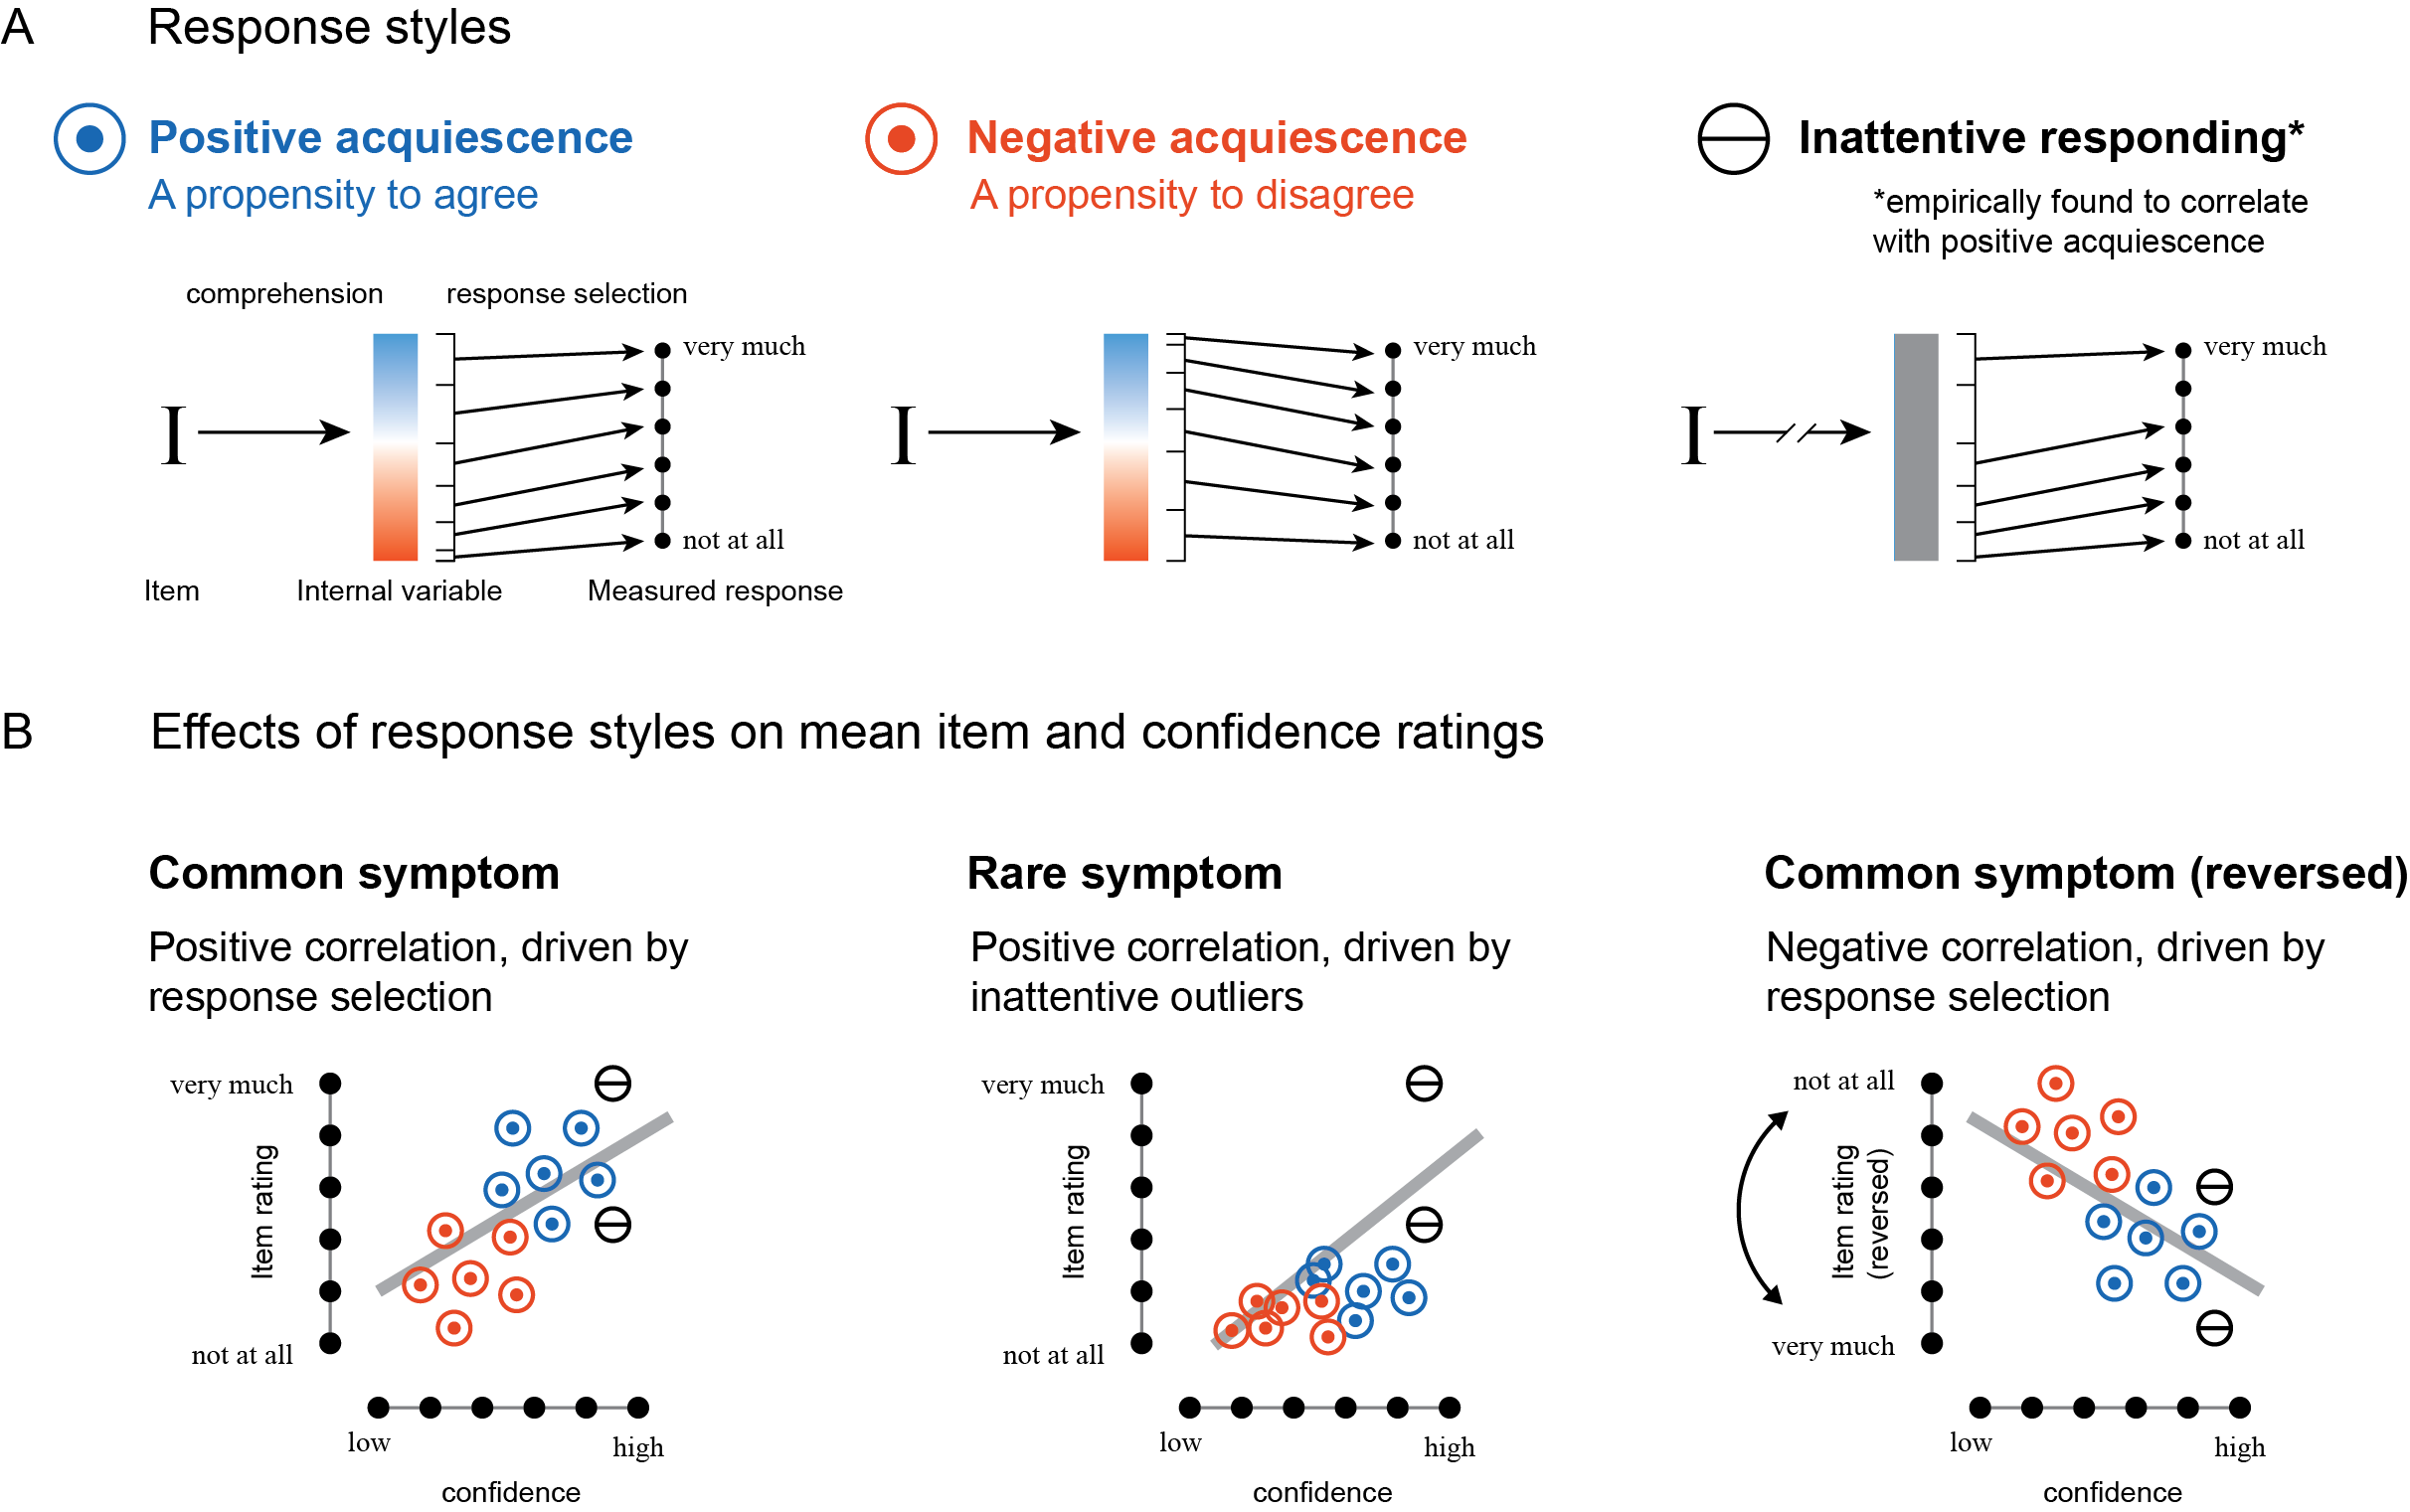 A
Response styles
Positive acquiescence
A propensity to agree
Negative acquiescence
A propensity to disagree
Inattentive responding*
*empirically found to correlate
with positive acquiescence
comprehension
response selection
I
very much
not at all
Item
Internal variable
Measured response
I
very much
not at all
I
very much
not at all
B
Effects of response styles on mean item and confidence ratings
Common symptom
Positive correlation, driven by
response selection
very much
Item rating
not at all
low
high
confidence
Rare symptom
Positive correlation, driven by
inattentive outliers
very much
Item rating
not at all
low
high
confidence
Common symptom (reversed)
Negative correlation, driven by
response selection
not at all
Item rating
(reversed)
very much
low
high
confidence